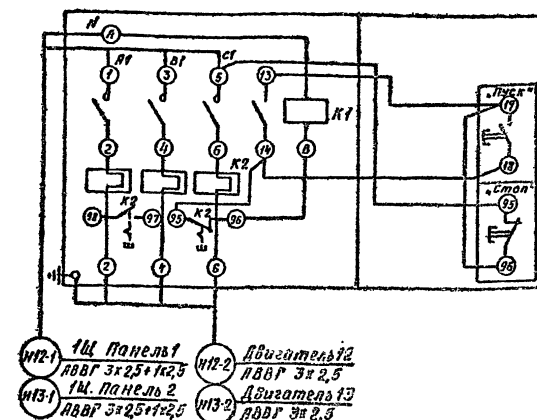 N
A
A1
B1
C1
1
3
5
13
K1
"Пуск"
17
2
4
6
14
B
18
K2
"Стоп"
98
K2
97
95
K2
96
95
Ш
Ш
96
2
4
6
Н12-1
1Щ Панель 1
АВВГ 3х2,5+1х2,5
Н12-2
Двигатель 12
АВВГ 3х2,5
Н13-1
1Щ. Панель 2
АВВГ 3х2,5+1х2,5
Н13-2
Двигатель 13
АВВГ 3х2,5